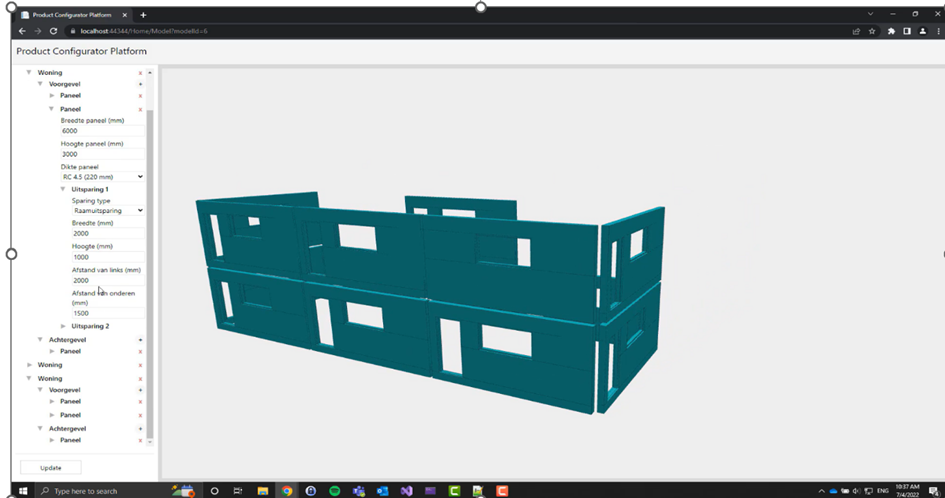 Product Configurator Platform
localhost:44344/Home/Model?modelId=6
Product Configurator Platform
Woning
Voorgevel
Paneel
Paneel
Breedte paneel (mm)
6000
Hoogte paneel (mm)
3000
Dikte paneel
RC 4.5 (220 mm)
Uitsparing 1
Sparing type
Raamuitsparing
Breedte (mm)
2000
Hoogte (mm)
1000
Afstand van links (mm)
2000
Afstand van onderen
(mm)
1500
Uitsparing 2
Achtergevel
Paneel
Woning
Woning
Voorgevel
Paneel
Paneel
Achtergevel
Paneel
Update
Type here to search
ENG
10:37 AM
7/4/2022